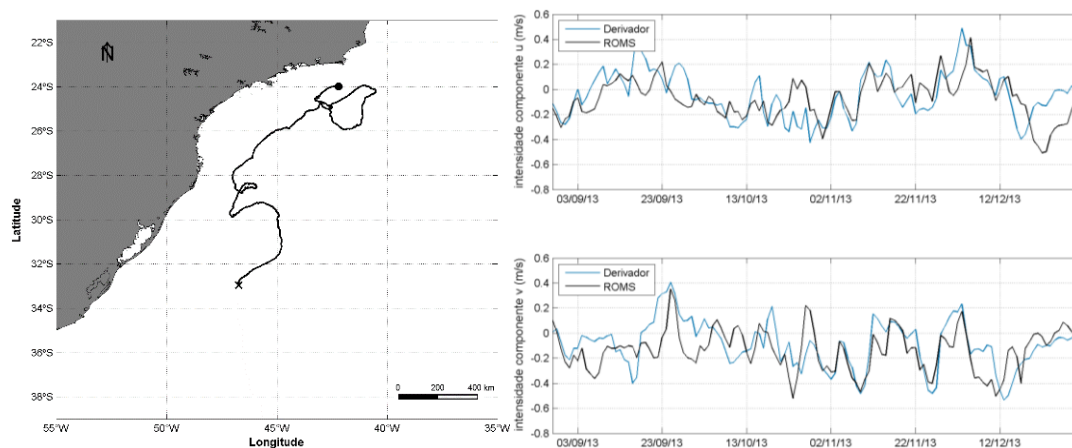 N
22°S
24°S
26°S
28°S
30°S
32°S
34°S
36°S
38°S
Latitude
55°W
50°W
45°W
40°W
35°W
Longitude
0
200
400 km
intensidade componente u (m/s)
0.6
0.4
0.2
0
-0.2
-0.4
-0.6
-0.8
Derivador
ROMS
03/09/13
23/09/13
13/10/13
02/11/13
22/11/13
12/12/13
intensidade componente v (m/s)
0.6
0.4
0.2
0
-0.2
-0.4
-0.6
-0.8
Derivador
ROMS
03/09/13
23/09/13
13/10/13
02/11/13
22/11/13
12/12/13